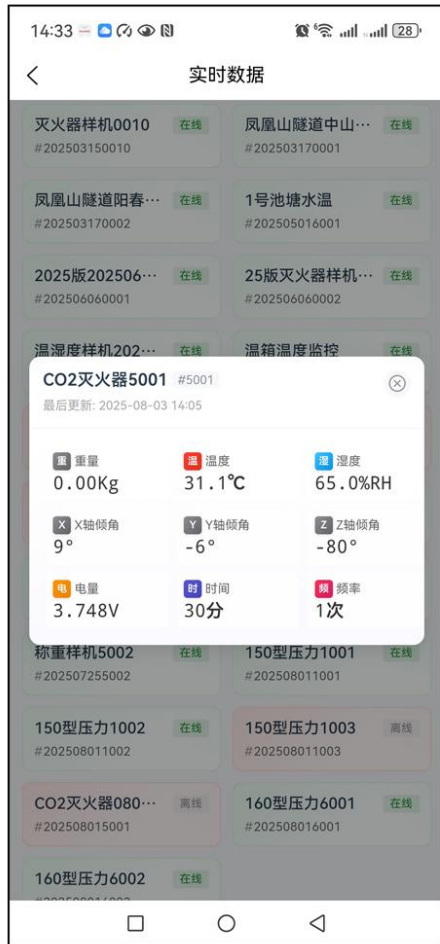 14:33
28
实时数据
灭火器样机0010 在线
#202503150010
凤凰山隧道中山… 在线
#202503170001
凤凰山隧道阳春… 在线
#202503170002
1号池塘水温 在线
#202505016001
2025版202506… 在线
#202506060001
25版灭火器样机… 在线
#202506060002
温湿度样机202… 在线
温箱温度监控 在线
CO2灭火器5001 #5001
最后更新: 2025-08-03 14:05
重 重量
0.00Kg
温 温度
31.1℃
湿 湿度
65.0%RH
X X轴倾角
9°
Y Y轴倾角
-6°
Z Z轴倾角
-80°
电 电量
3.748V
时 时间
30分
频 频率
1次
称重样机5002 在线
#202507255002
150型压力1001 在线
#202508011001
150型压力1002 在线
#202508011002
150型压力1003 离线
#202508011003
CO2灭火器080… 离线
#202508015001
160型压力6001 在线
#202508016001
160型压力6002 在线